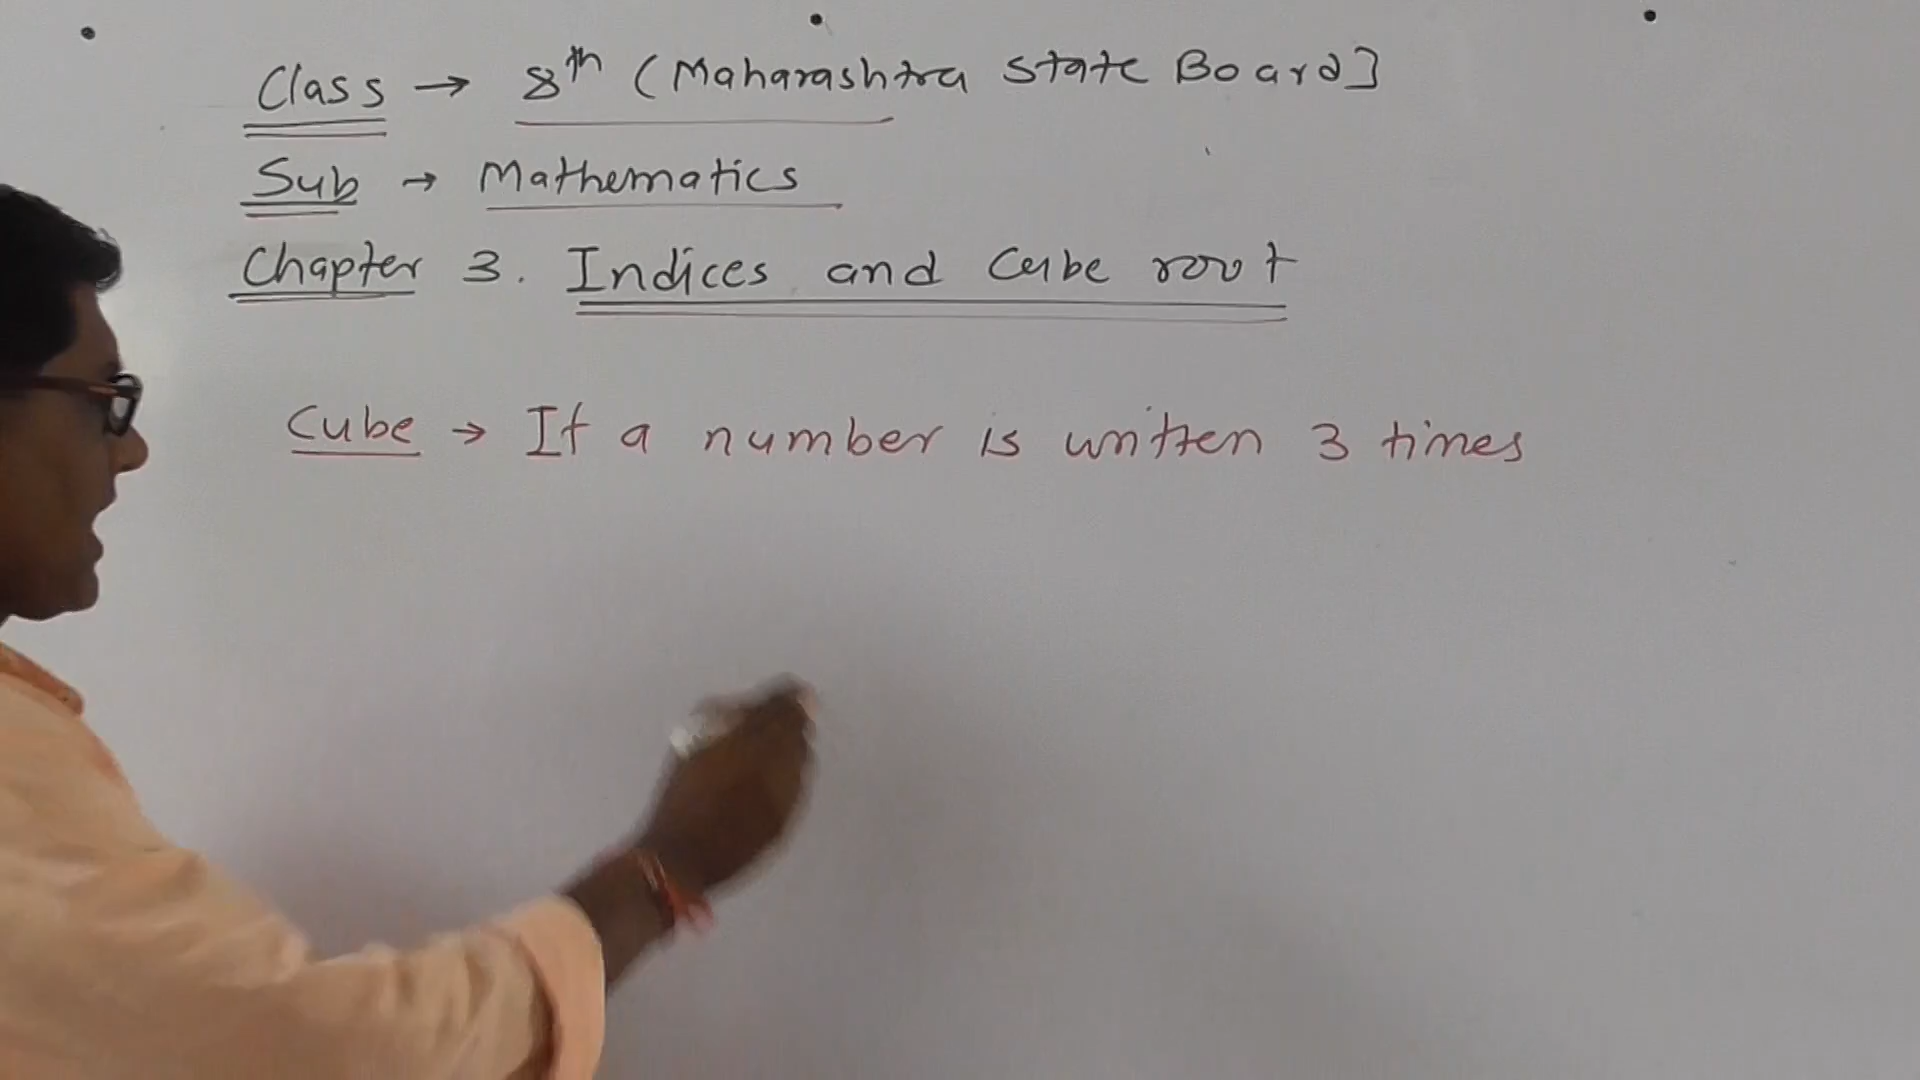 Class → 8th (Maharashtra State Board]
Sub → Mathematics
Chapter 3. Indices and Cube root
Cube → If a number is written 3 times